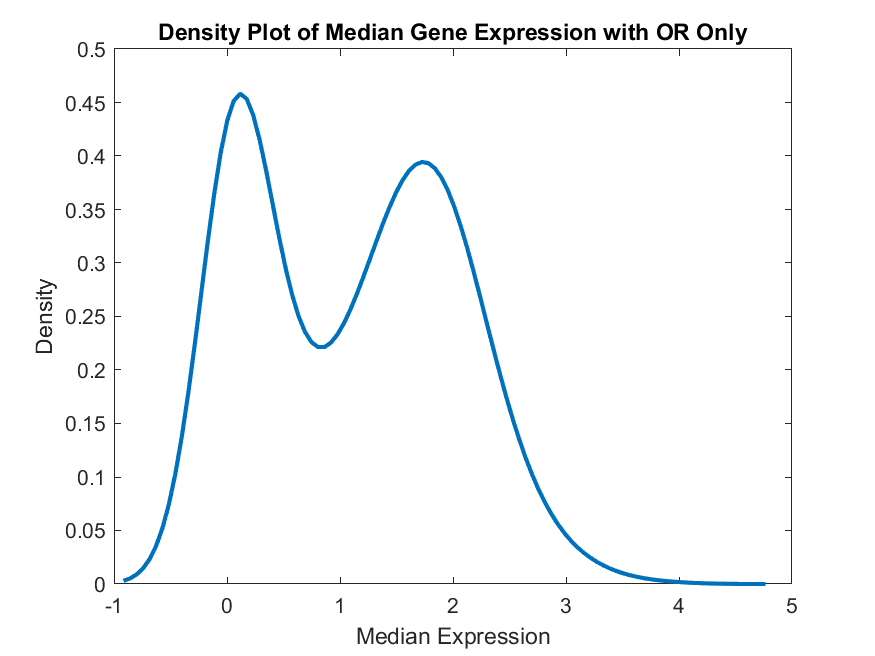 Density Plot of Median Gene Expression with OR Only
0.5
0.45
0.4
0.35
0.3
0.25
0.2
0.15
0.1
0.05
0
Density
-1 0 1 2 3 4 5
Median Expression